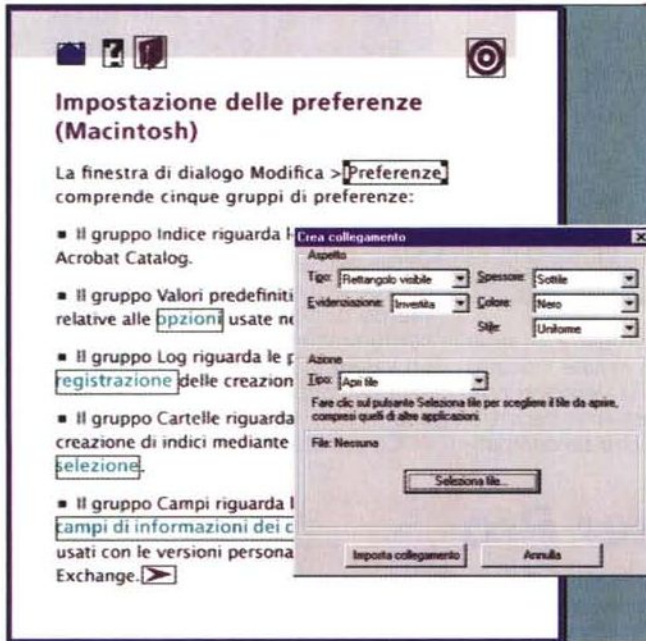 Impostazione delle preferenze
(Macintosh)
La finestra di dialogo Modifica > Preferenze
comprende cinque gruppi di preferenze:
▪ Il gruppo Indice riguarda l
Acrobat Catalog.
▪ Il gruppo Valori predefiniti
relative alle opzioni usate ne
▪ Il gruppo Log riguarda le p
registrazione delle creazion
▪ Il gruppo Cartelle riguarda
creazione di indici mediante
selezione.
▪ Il gruppo Campi riguarda l
campi di informazioni dei c
usati con le versioni persona
Exchange.
Crea collegamento
Aspetto
Tipo: Rettangolo visibile Spessore: Sottile
Evidenziazione: Invertita Colore: Nero
Stile: Uniforme
Azione
Tipo: Apri file
Fare clic sul pulsante Seleziona file per scegliere il file da aprire,
compresi quelli di altre applicazioni.
File: Nessuna
Seleziona file...
Importa collegamento Annulla